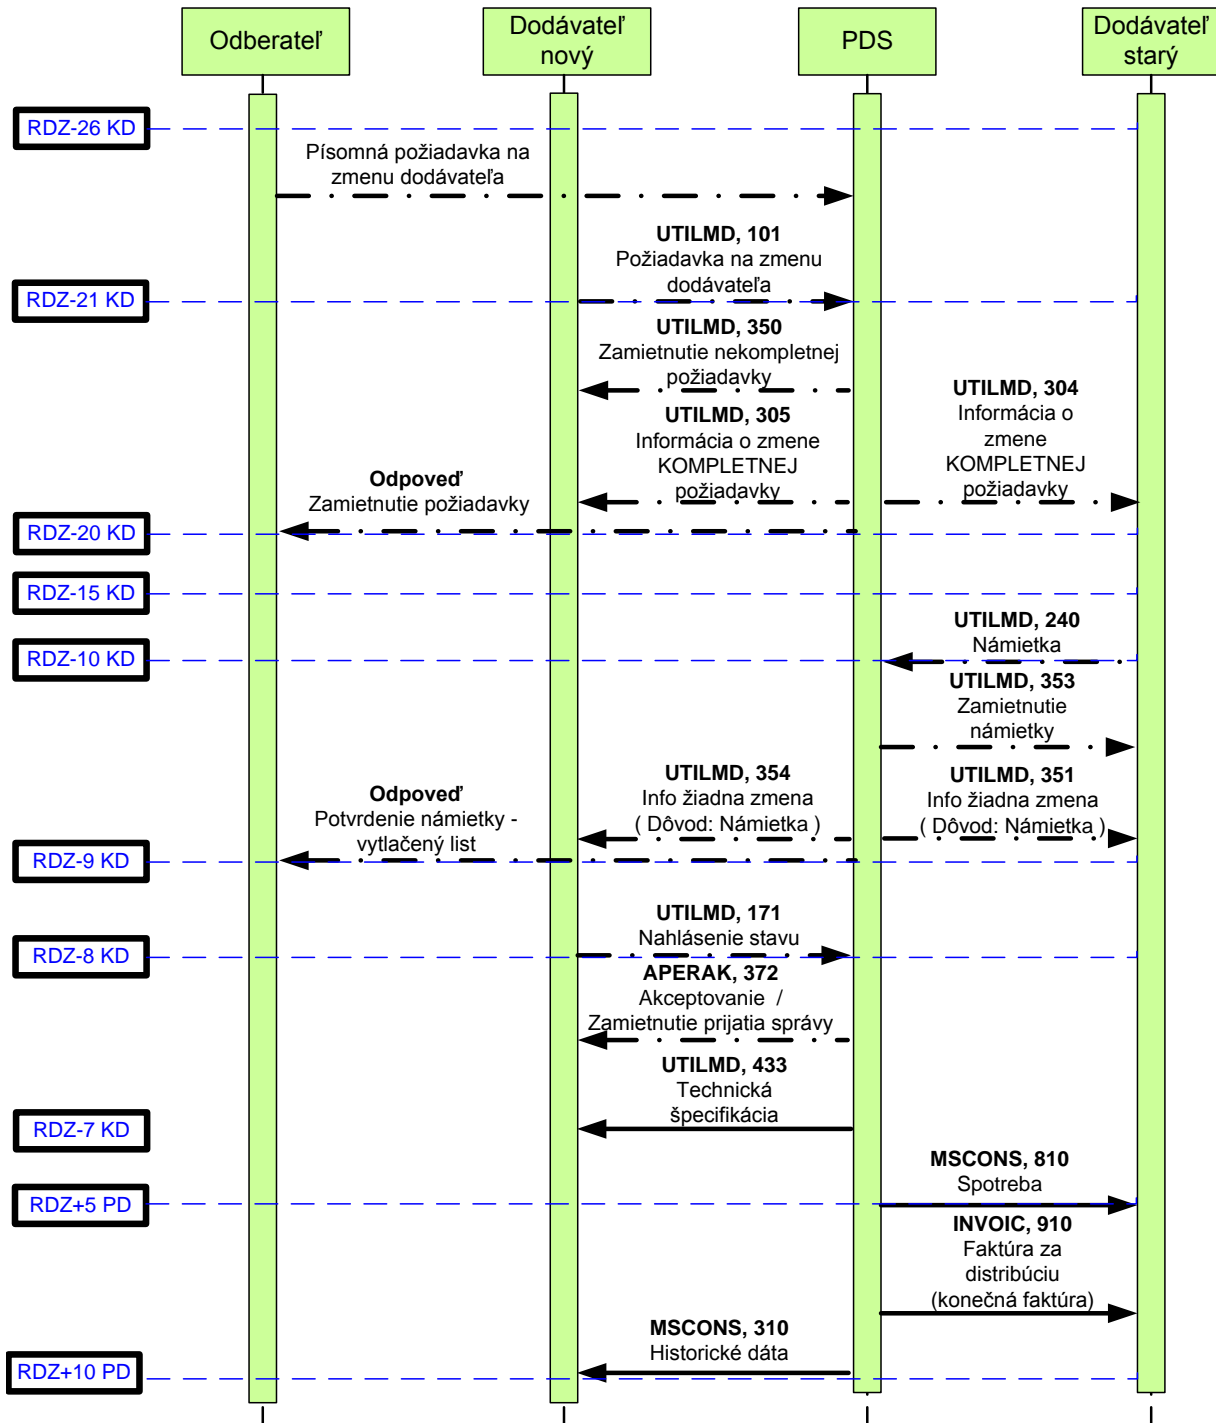 Odberateľ
Dodávateľ
nový
PDS
Dodávateľ
starý
RDZ-26 KD
Písomná požiadavka na
zmenu dodávateľa
UTILMD, 101
Požiadavka na zmenu
dodávateľa
RDZ-21 KD
UTILMD, 350
Zamietnutie nekompletnej
požiadavky
UTILMD, 305
Informácia o zmene
KOMPLETNEJ
požiadavky
UTILMD, 304
Informácia o
zmene
KOMPLETNEJ
požiadavky
Odpoveď
Zamietnutie požiadavky
RDZ-20 KD
RDZ-15 KD
UTILMD, 240
Námietka
RDZ-10 KD
UTILMD, 353
Zamietnutie
námietky
UTILMD, 354
Info žiadna zmena
( Dôvod: Námietka )
UTILMD, 351
Info žiadna zmena
( Dôvod: Námietka )
Odpoveď
Potvrdenie námietky -
vytlačený list
RDZ-9 KD
UTILMD, 171
Nahlásenie stavu
RDZ-8 KD
APERAK, 372
Akceptovanie /
Zamietnutie prijatia správy
UTILMD, 433
Technická
špecifikácia
RDZ-7 KD
MSCONS, 810
Spotreba
RDZ+5 PD
INVOIC, 910
Faktúra za
distribúciu
(konečná faktúra)
MSCONS, 310
Historické dáta
RDZ+10 PD